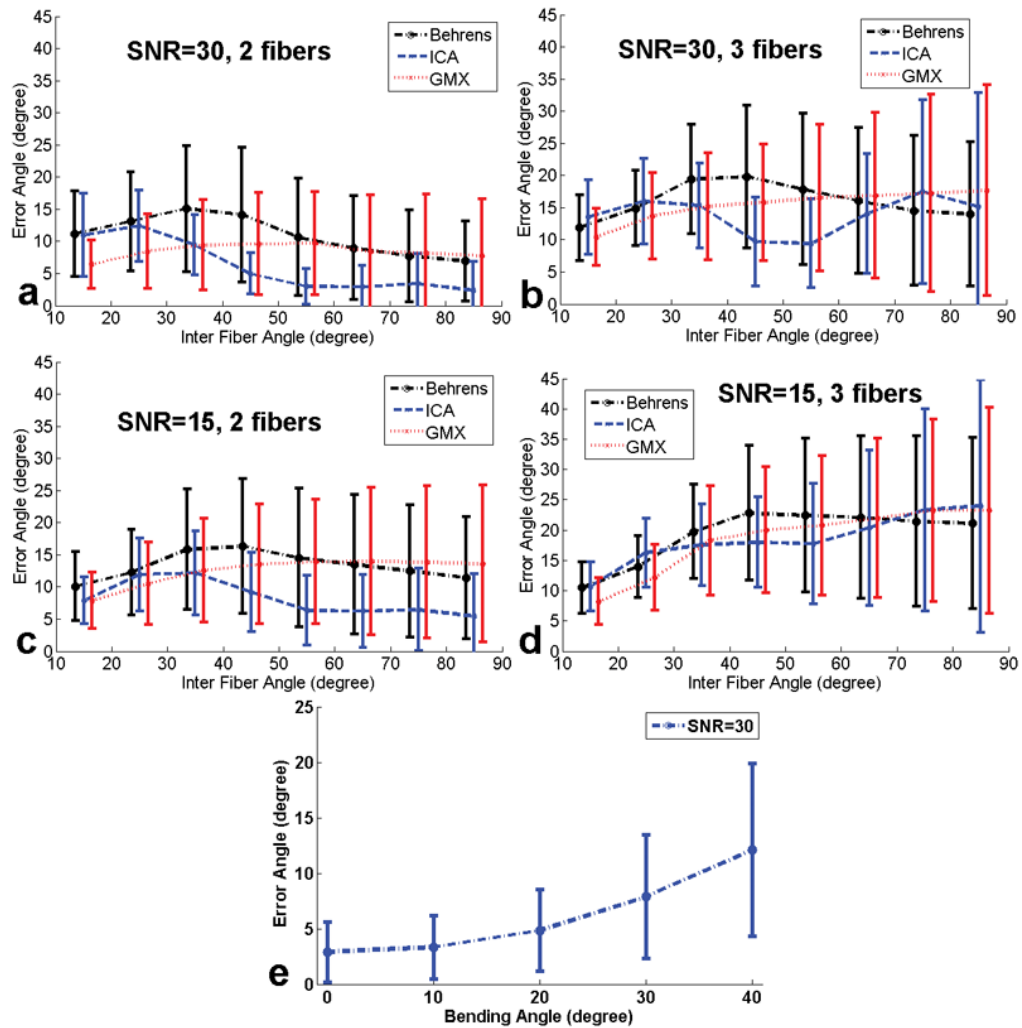 SNR=30, 2 fibers
Behrens
ICA
GMX
Error Angle (degree)
45
40
35
30
25
20
15
10
5
0
10 20 30 40 50 60 70 80 90
Inter Fiber Angle (degree)
a
SNR=30, 3 fibers
Behrens
ICA
GMX
Error Angle (degree)
45
40
35
30
25
20
15
10
5
0
10 20 30 40 50 60 70 80 90
Inter Fiber Angle (degree)
b
SNR=15, 2 fibers
Behrens
ICA
GMX
Error Angle (degree)
45
40
35
30
25
20
15
10
5
0
10 20 30 40 50 60 70 80 90
Inter Fiber Angle (degree)
c
SNR=15, 3 fibers
Behrens
ICA
GMX
Error Angle (degree)
45
40
35
30
25
20
15
10
5
0
10 20 30 40 50 60 70 80 90
Inter Fiber Angle (degree)
d
SNR=30
Error Angle (degree)
25
20
15
10
5
0
0 10 20 30 40
Bending Angle (degree)
e